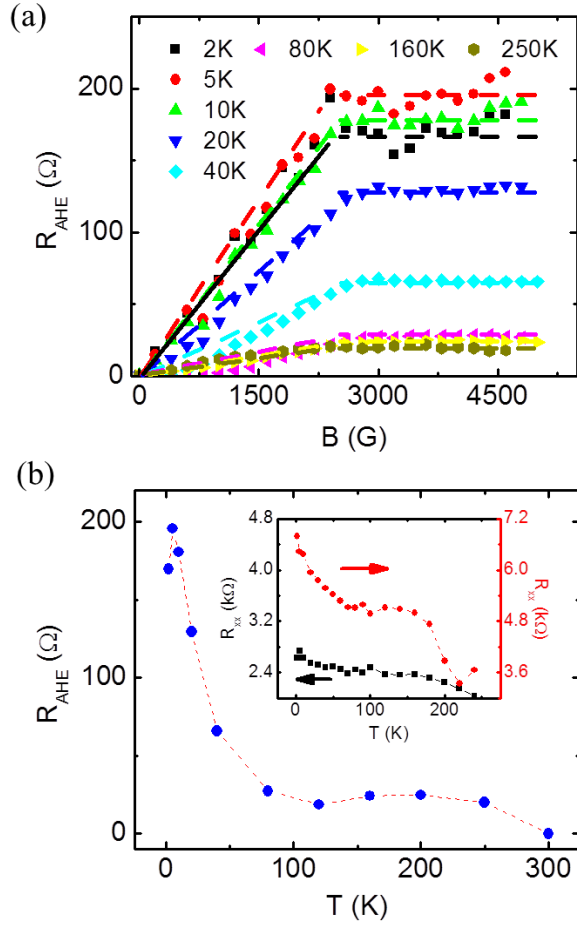 (a)
2K 80K 160K 250K
5K
10K
20K
40K
200
100
0
R_AHE (Ω)
0 1500 3000 4500
B (G)
(b)
200
100
0
R_AHE (Ω)
0 100 200 300
T (K)
4.8
3.2
2.4
R_xx (kΩ)
7.2
6.0
4.8
3.6
R_xx (kΩ)
0 100 200
T (K)